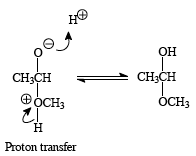 H⊕
O⊖
OH
CH₃CH
CH₃CH
⊕OCH₃
OCH₃
H
Proton transfer